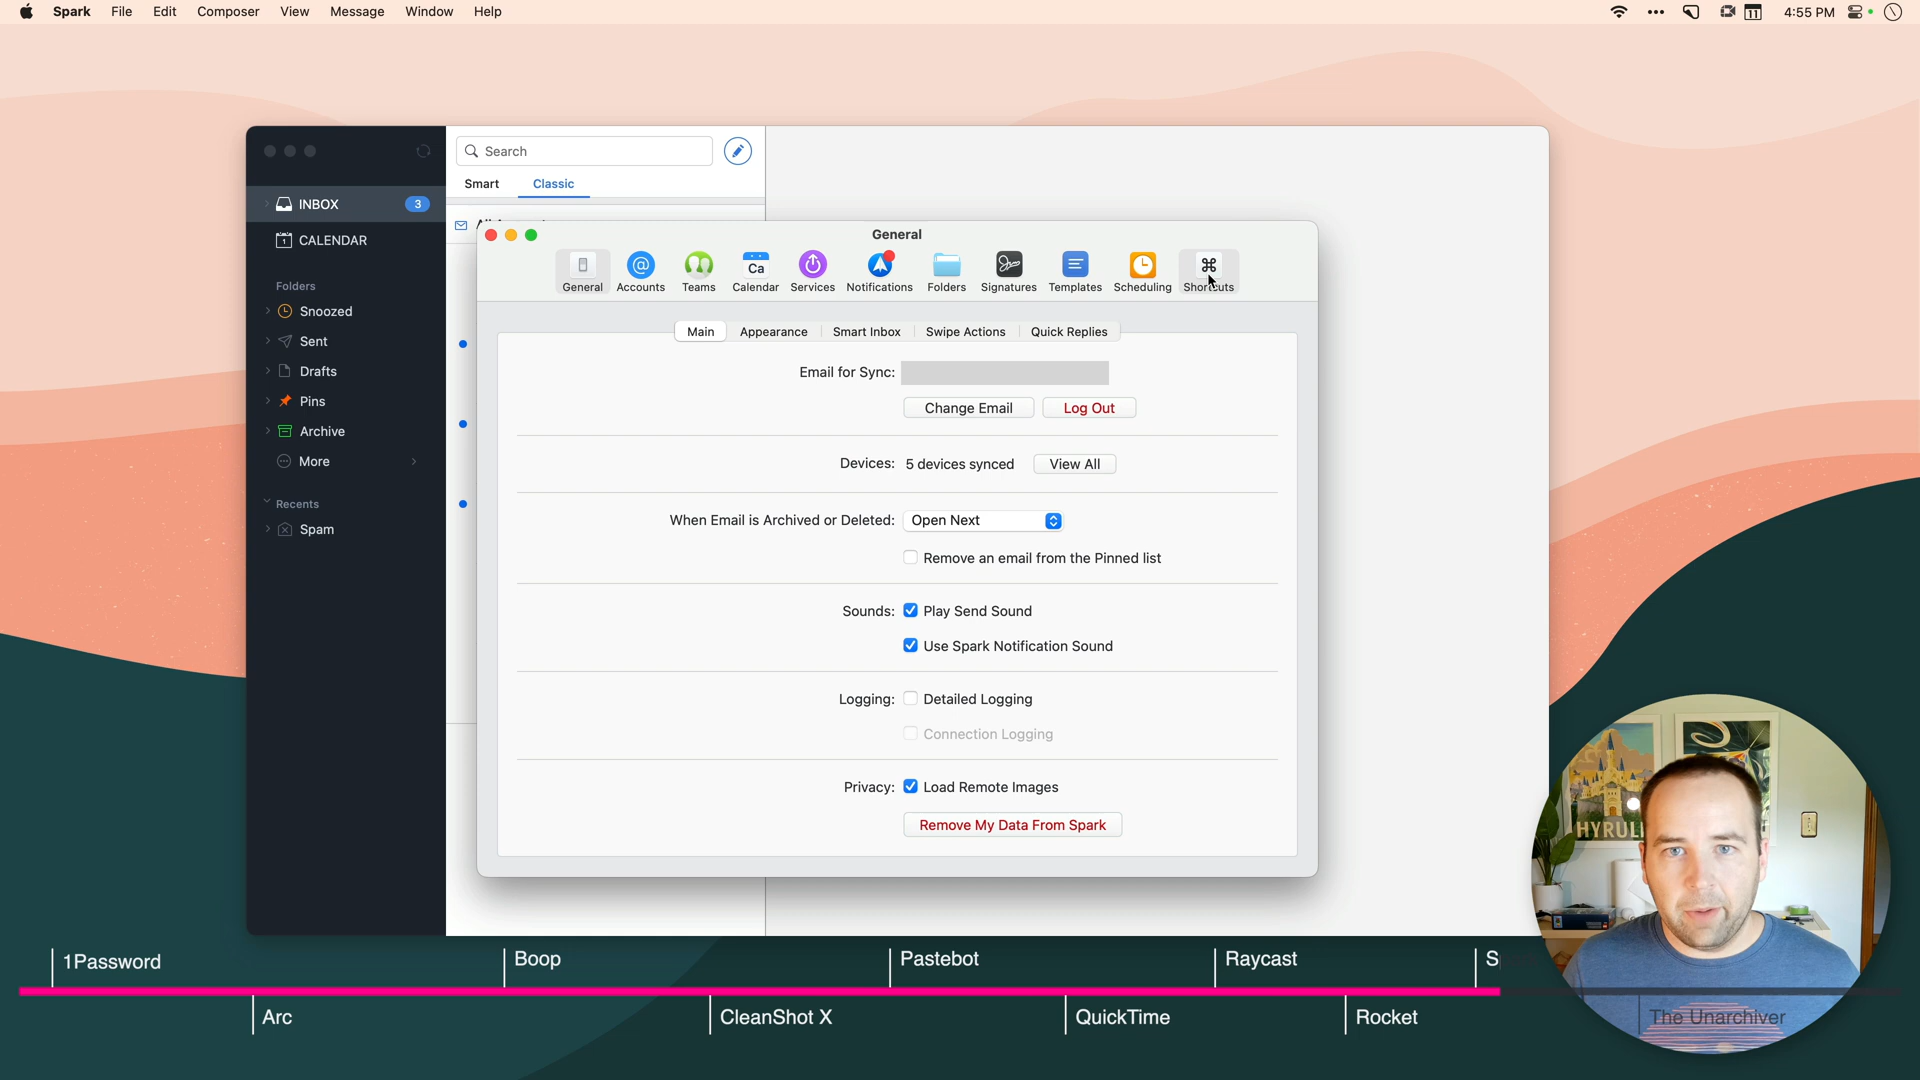 Spark File Edit Composer View Message Window Help
11 4:55 PM
Search
Smart Classic
INBOX 3
CALENDAR
Folders
Snoozed
Sent
Drafts
Pins
Archive
More
Recents
Spam
General
General Accounts Teams Calendar Services Notifications Folders Signatures Templates Scheduling Shortcuts
Ca
Main Appearance Smart Inbox Swipe Actions Quick Replies
Email for Sync:
Change Email Log Out
Devices: 5 devices synced View All
When Email is Archived or Deleted: Open Next
Remove an email from the Pinned list
Sounds: Play Send Sound
Use Spark Notification Sound
Logging: Detailed Logging
Connection Logging
Privacy: Load Remote Images
Remove My Data From Spark
HYRUL
1Password Boop Pastebot Raycast S
Arc CleanShot X QuickTime Rocket The Unarchiver